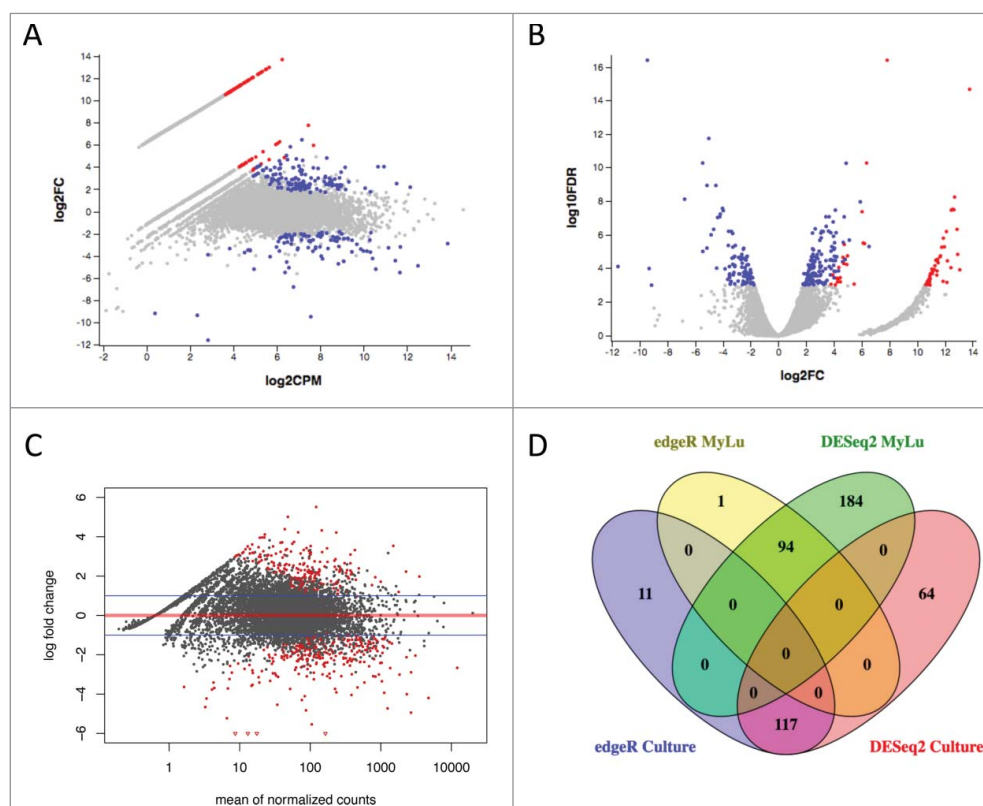 A
14
12
10
8
6
4
2
0
-2
-4
-6
-8
-10
-12
log2FC
-2 0 2 4 6 8 10 12 14
log2CPM
B
16
14
12
10
8
6
4
2
0
log10FDR
-12 -10 -8 -6 -4 -2 0 2 4 6 8 10 12 14
log2FC
C
6
4
2
0
-2
-4
-6
log fold change
1 10 100 1000 10000
mean of normalized counts
D
edgeR MyLu DESeq2 MyLu
1 184
0 94 0
11 0 0 64
0 0 0
0 0
117
edgeR Culture DESeq2 Culture